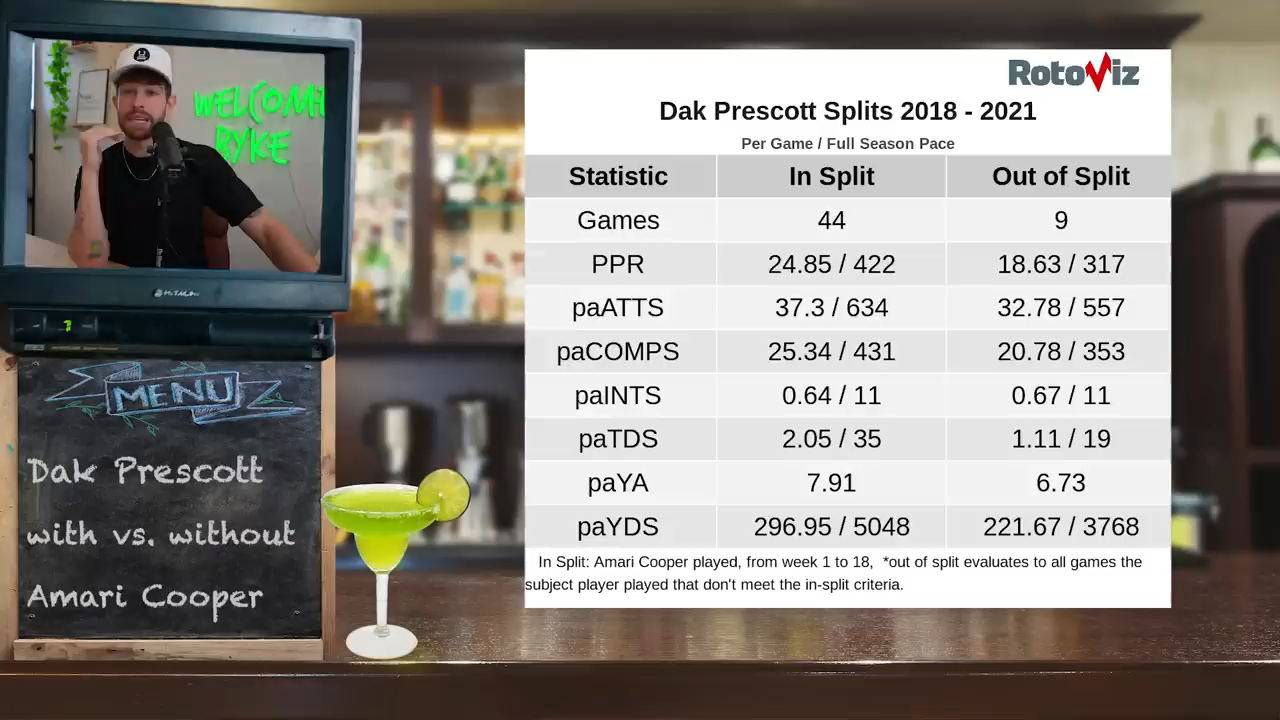 WELCOME
RYKE
HITACHI
MENU
Dak Prescott
with vs. without
Amari Cooper
RotoViz
Dak Prescott Splits 2018 - 2021
Per Game / Full Season Pace
Statistic In Split Out of Split
Games 44 9
PPR 24.85 / 422 18.63 / 317
paATTS 37.3 / 634 32.78 / 557
paCOMPS 25.34 / 431 20.78 / 353
paINTS 0.64 / 11 0.67 / 11
paTDS 2.05 / 35 1.11 / 19
paYA 7.91 6.73
paYDS 296.95 / 5048 221.67 / 3768
In Split: Amari Cooper played, from week 1 to 18, *out of split evaluates to all games the
subject player played that don't meet the in-split criteria.